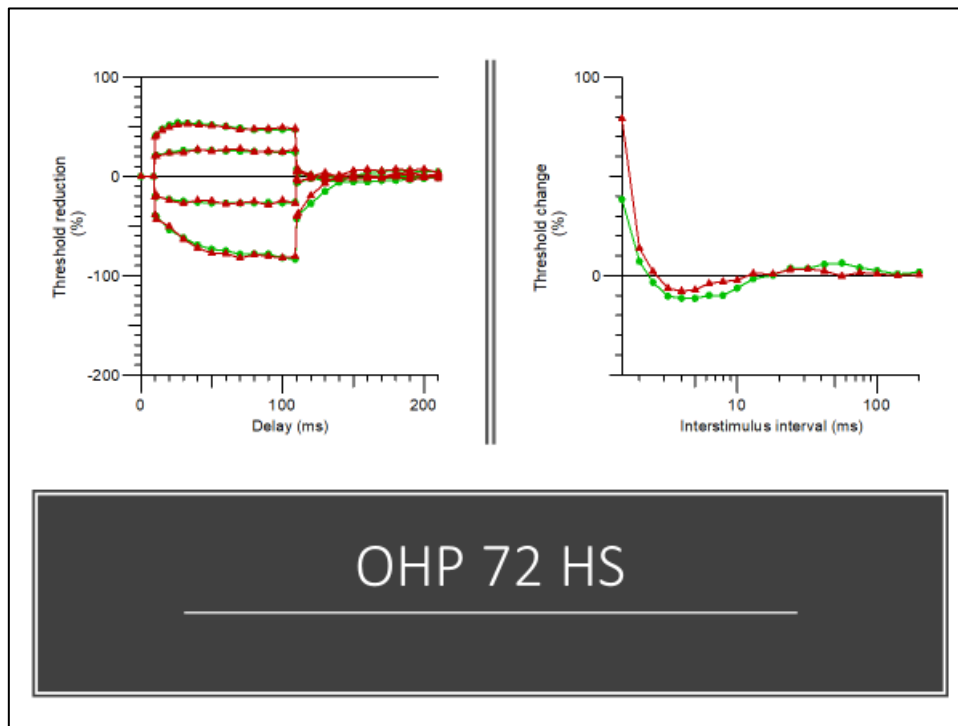 100
0
-100
-200
Threshold reduction
(%)
0
100
200
Delay (ms)
100
0
Threshold change
(%)
10
100
Interstimulus interval (ms)
OHP 72 HS